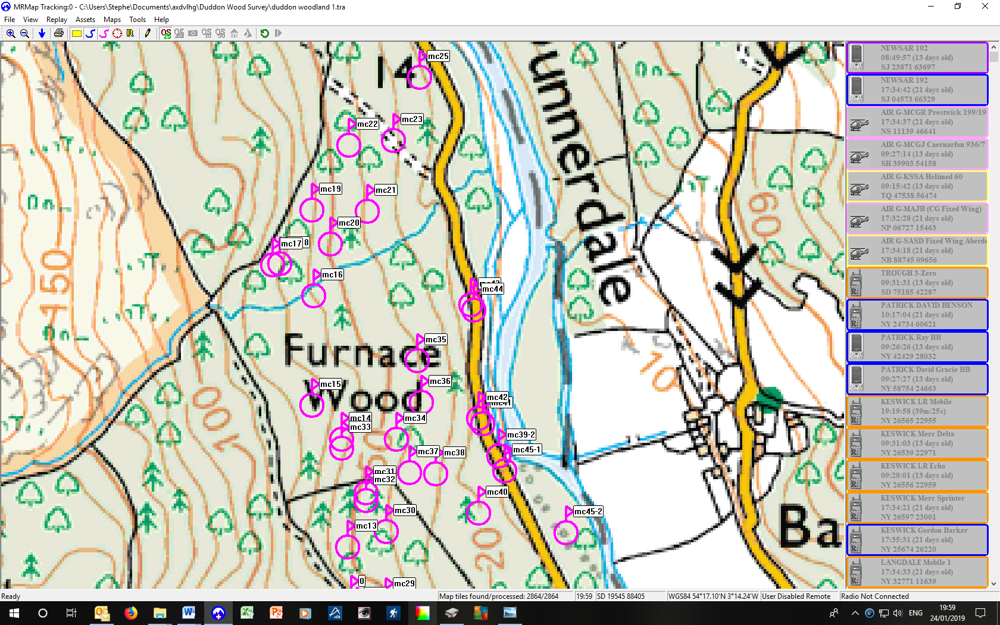 MRMap Tracking:0 - C:\Users\Stephe\Documents\axdvlhg\Duddon Wood Survey\duddon woodland 1.tra
File View Replay Assets Maps Tools Help
mc25
14
mc22
mc23
mc19
mc21
mc20
mc17 8
mc16
mc44
150
unnerdale
60
10
100
Furnace
Wood
mc35
mc36
mc15
mc42
mc14
mc33
mc34
mc39-2
mc45-1
mc37
mc38
mc31
mc32
mc40
mc30
mc45-2
mc13
20
Ba
0
mc29
NEWSAR 102
08:49:57 (13 days old)
SJ 23871 63697
NEWSAR 192
17:34:42 (21 days old)
SJ 04573 66329
AIR G-MCGR Prestwick 199/19
17:34:37 (21 days old)
NS 11139 46641
AIR G-MCGJ Caernarfon 936/7
09:27:14 (13 days old)
SH 39903 54158
AIR G-KSSA Helimed 60
09:15:42 (13 days old)
TQ 47538 56474
AIR G-MAJB (CG Fixed Wing)
17:32:28 (21 days old)
NP 06727 15463
AIR G-SASD Fixed Wing Aberde
17:34:18 (21 days old)
NB 88745 09656
TROUGH 3-Zero
09:31:31 (13 days old)
SD 75185 42287
PATRICK DAVID BENSON
10:17:04 (21 days old)
NY 24734 60621
PATRICK Ray BB
09:26:26 (13 days old)
NY 42429 28032
PATRICK David Gracie BB
09:27:27 (13 days old)
NY 58754 24663
KESWICK LR Mobile
19:19:58 (39m:25s)
NY 26565 22955
KESWICK Merc Delta
09:31:03 (13 days old)
NY 26539 22971
KESWICK LR Echo
09:28:01 (13 days old)
NY 26556 22959
KESWICK Merc Sprinter
17:34:21 (21 days old)
NY 26597 23001
KESWICK Gordon Barker
17:35:31 (21 days old)
NY 25674 26220
LANGDALE Mobile 1
17:34:33 (21 days old)
NY 32771 11639
Ready
Map tiles found/processed: 2864/2864
19:59
SD 19545 88405
WGS84 54°17.10'N 3°14.24'W
User Disabled Remote
Radio Not Connected
ENG
19:59
24/01/2019